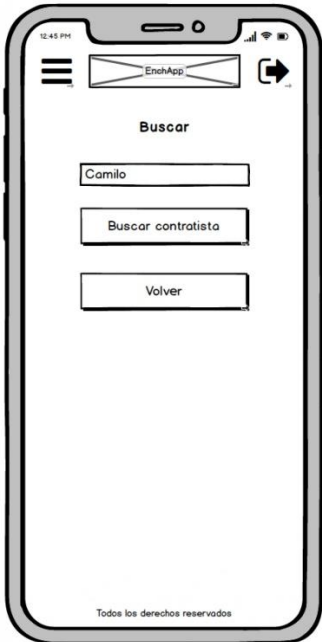 12:45 PM
EnchApp
Buscar
Camilo
Buscar contratista
Volver
Todos los derechos reservados